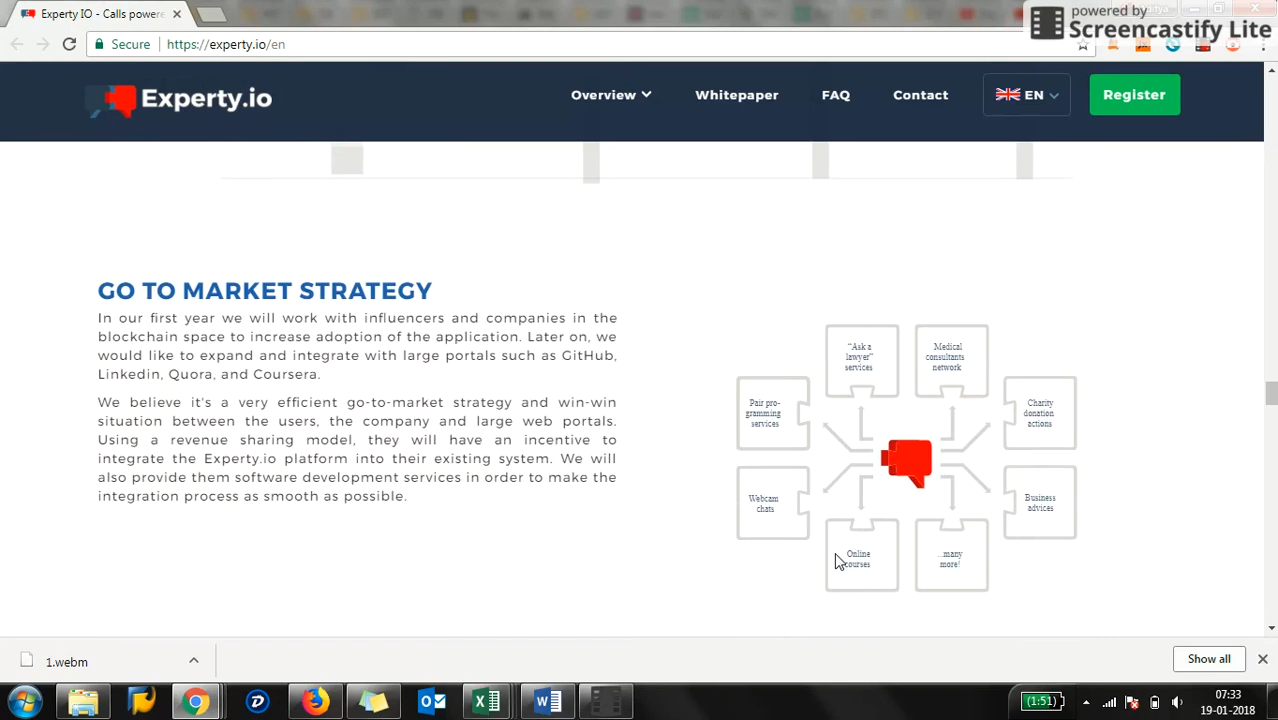 Experty IO - Calls powere
powered by
Screencastify Lite
Secure
https://experty.io/en
Experty.io
Overview
Whitepaper
FAQ
Contact
EN
Register
GO TO MARKET STRATEGY
In our first year we will work with influencers and companies in the
blockchain space to increase adoption of the application. Later on, we
would like to expand and integrate with large portals such as GitHub,
Linkedin, Quora, and Coursera.
We believe it's a very efficient go-to-market strategy and win-win
situation between the users, the company and large web portals.
Using a revenue sharing model, they will have an incentive to
integrate the Experty.io platform into their existing system. We will
also provide them software development services in order to make the
integration process as smooth as possible.
"Ask a
lawyer"
services
Medical
consultants
network
Pair pro-
gramming
services
Charity
donation
actions
Webcam
chats
Business
advices
Online
courses
...many
more!
1.webm
Show all
(1:51)
07:33
19-01-2018